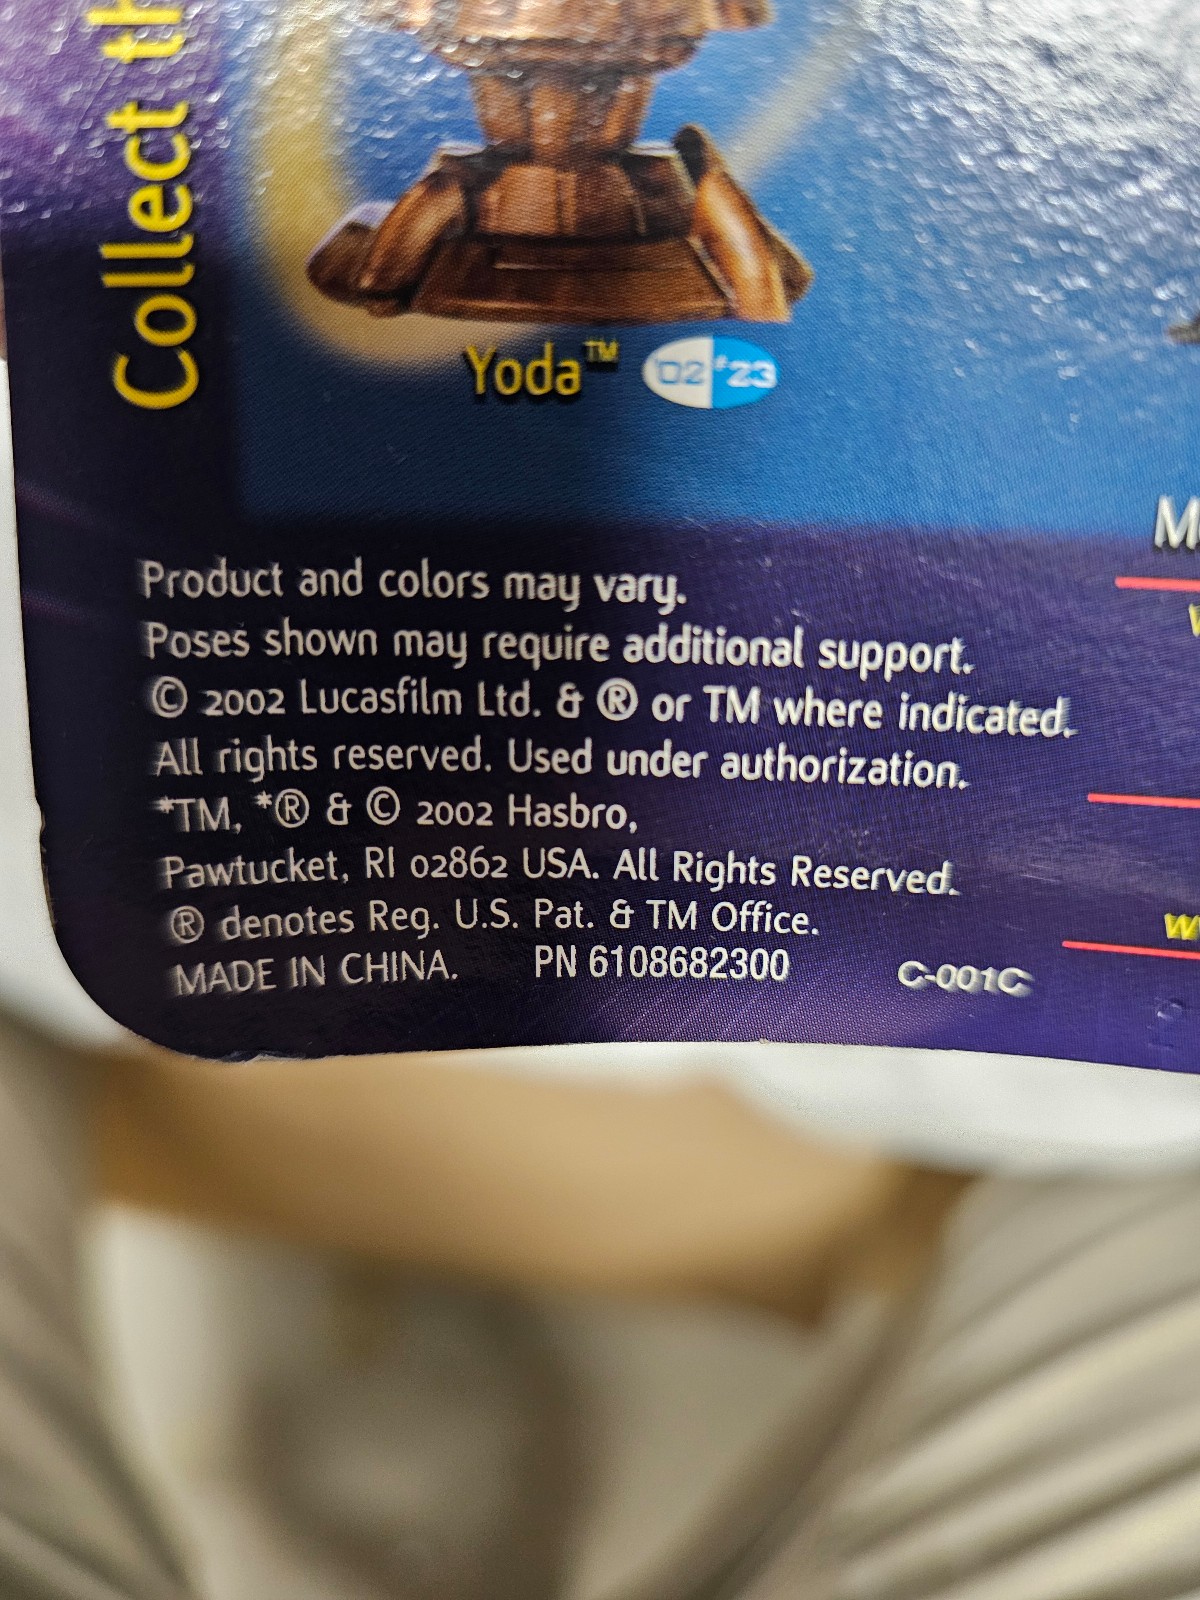 Collect th
Yoda™ '02 #23
Product and colors may vary.
Poses shown may require additional support.
© 2002 Lucasfilm Ltd. & ® or TM where indicated.
All rights reserved. Used under authorization.
*TM, *® & © 2002 Hasbro,
Pawtucket, RI 02862 USA. All Rights Reserved.
® denotes Reg. U.S. Pat. & TM Office.
MADE IN CHINA. PN 6108682300 C-001C